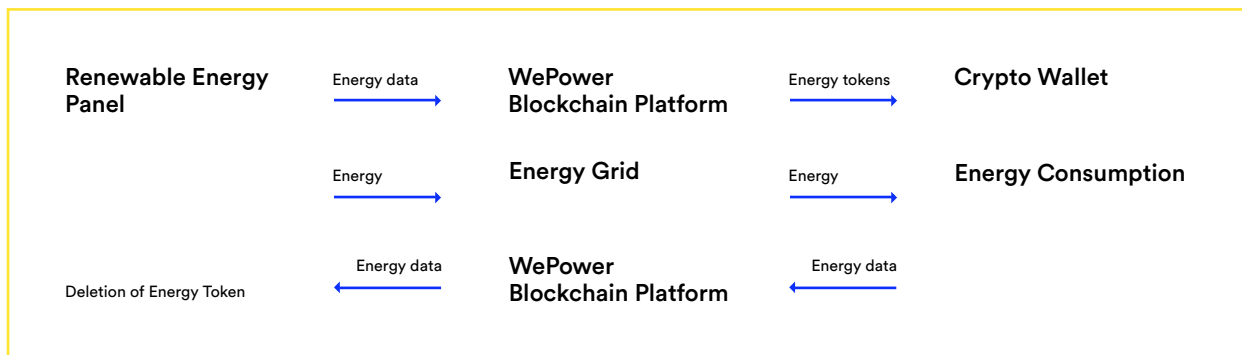 Renewable Energy
Panel
Energy data
WePower
Blockchain Platform
Energy tokens
Crypto Wallet
Energy
Energy Grid
Energy
Energy Consumption
Deletion of Energy Token
Energy data
WePower
Blockchain Platform
Energy data